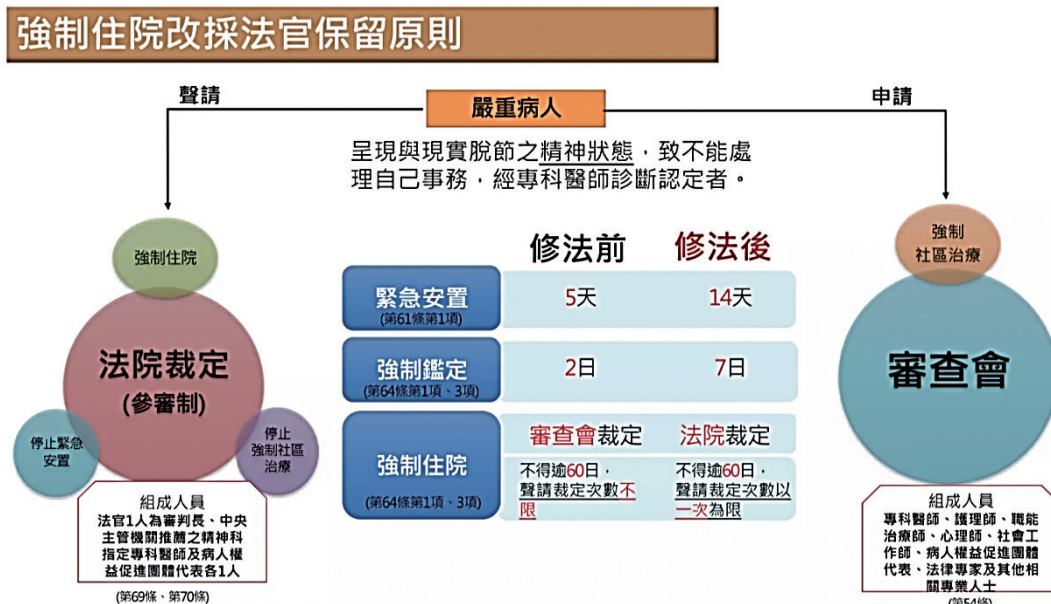 強制住院改採法官保留原則
聲請
嚴重病人
申請
呈現與現實脫節之精神狀態，致不能處
理自己事務，經專科醫師診斷認定者。
強制住院
法院裁定
(參審制)
停止緊急
安置
停止
強制社區
治療
組成人員
法官1人為審判長、中央
主管機關推薦之精神科
指定專科醫師及病人權
益促進團體代表各1人
(第69條、第70條)
修法前
修法後
緊急安置
(第61條第1項)
5天
14天
強制鑑定
(第64條第1項、3項)
2日
7日
強制住院
(第64條第1項、3項)
審查會裁定
法院裁定
不得逾60日，
聲請裁定次數不
限
不得逾60日，
聲請裁定次數以
一次為限
強制
社區治療
審查會
組成人員
專科醫師、護理師、職能
治療師、心理師、社會工
作師、病人權益促進團體
代表、法律專家及其他相
關專業人士
(第54條)